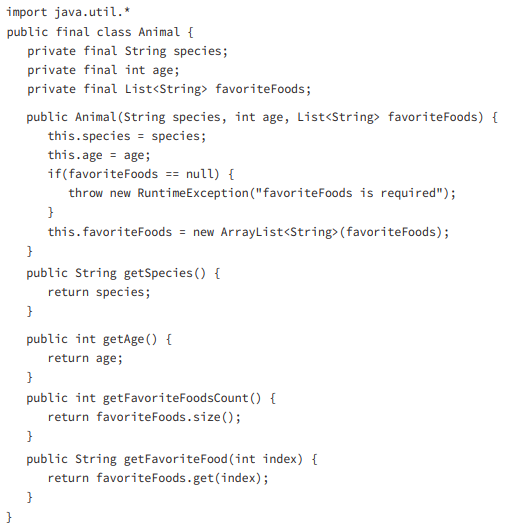 import java.util.*
public final class Animal {
   private final String species;
   private final int age;
   private final List<String> favoriteFoods;
   public Animal(String species, int age, List<String> favoriteFoods) {
      this.species = species;
      this.age = age;
      if(favoriteFoods == null) {
         throw new RuntimeException("favoriteFoods is required");
      }
      this.favoriteFoods = new ArrayList<String>(favoriteFoods);
   }
   public String getSpecies() {
      return species;
   }
   public int getAge() {
      return age;
   }
   public int getFavoriteFoodsCount() {
      return favoriteFoods.size();
   }
   public String getFavoriteFood(int index) {
      return favoriteFoods.get(index);
   }
}